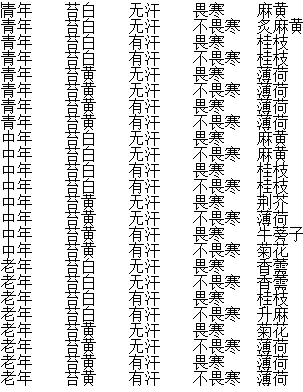 青年 苔白 无汗 畏寒 麻黄
青年 苔白 无汗 不畏寒 炙麻黄
青年 苔白 有汗 畏寒 桂枝
青年 苔白 有汗 不畏寒 桂枝
青年 苔黄 无汗 畏寒 薄荷
青年 苔黄 无汗 不畏寒 薄荷
青年 苔黄 有汗 畏寒 薄荷
青年 苔黄 有汗 不畏寒 薄荷
中年 苔白 无汗 畏寒 麻黄
中年 苔白 无汗 不畏寒 麻黄
中年 苔白 有汗 畏寒 桂枝
中年 苔白 有汗 不畏寒 桂枝
中年 苔黄 无汗 畏寒 荆芥
中年 苔黄 无汗 不畏寒 薄荷
中年 苔黄 有汗 畏寒 牛蒡子
中年 苔黄 有汗 不畏寒 菊花
老年 苔白 无汗 畏寒 香薷
老年 苔白 无汗 不畏寒 香薷
老年 苔白 有汗 畏寒 桂枝
老年 苔白 有汗 不畏寒 升麻
老年 苔黄 无汗 畏寒 菊花
老年 苔黄 无汗 不畏寒 薄荷
老年 苔黄 有汗 畏寒 薄荷
老年 苔黄 有汗 不畏寒 薄荷